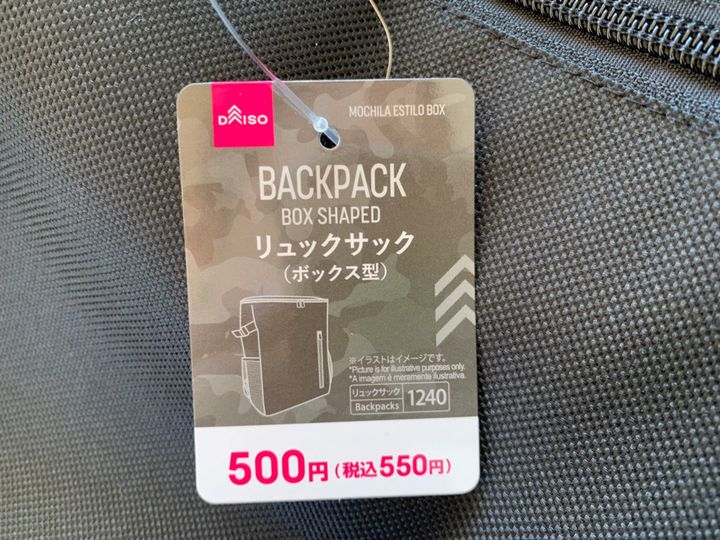 DAISO
MOCHILA ESTILO BOX
BACKPACK
BOX SHAPED
リュックサック
(ボックス型)
※イラストはイメージです。
*Picture is for illustrative purposes only.
*A imagem é meramente ilustrativa.
リュックサック
Backpacks
1240
500円(税込550円)